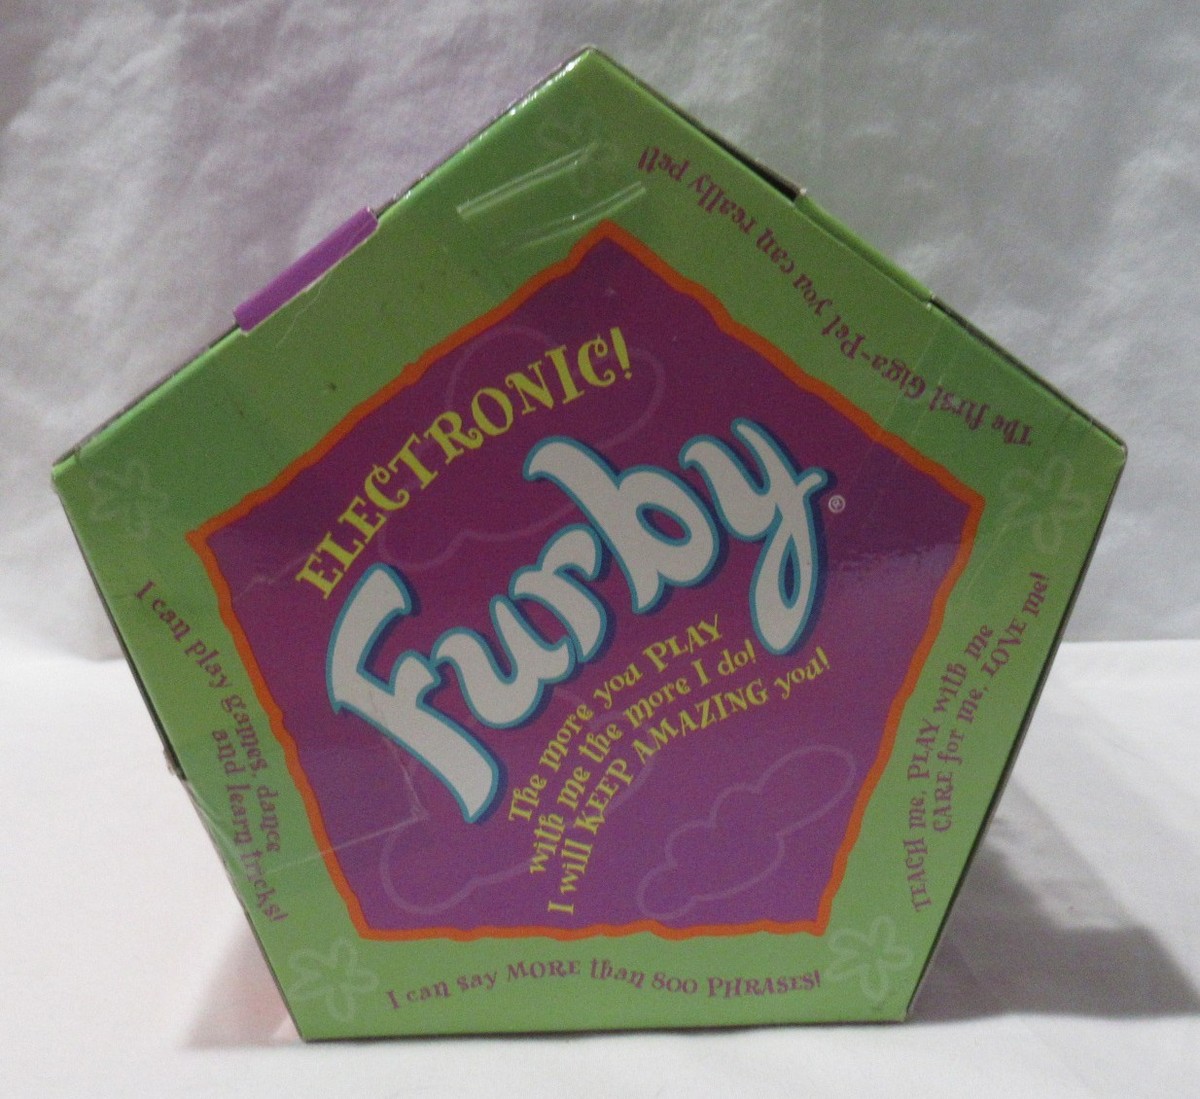 The first Giga-Pet you can really pet!
ELECTRONIC!
Furby®
The more you PLAY
with me the more I do!
I will KEEP AMAZING you!
I can play games, dance
and learn tricks!
TEACH me, PLAY with me
CARE for me, LOVE me!
I can say MORE than 800 PHRASES!